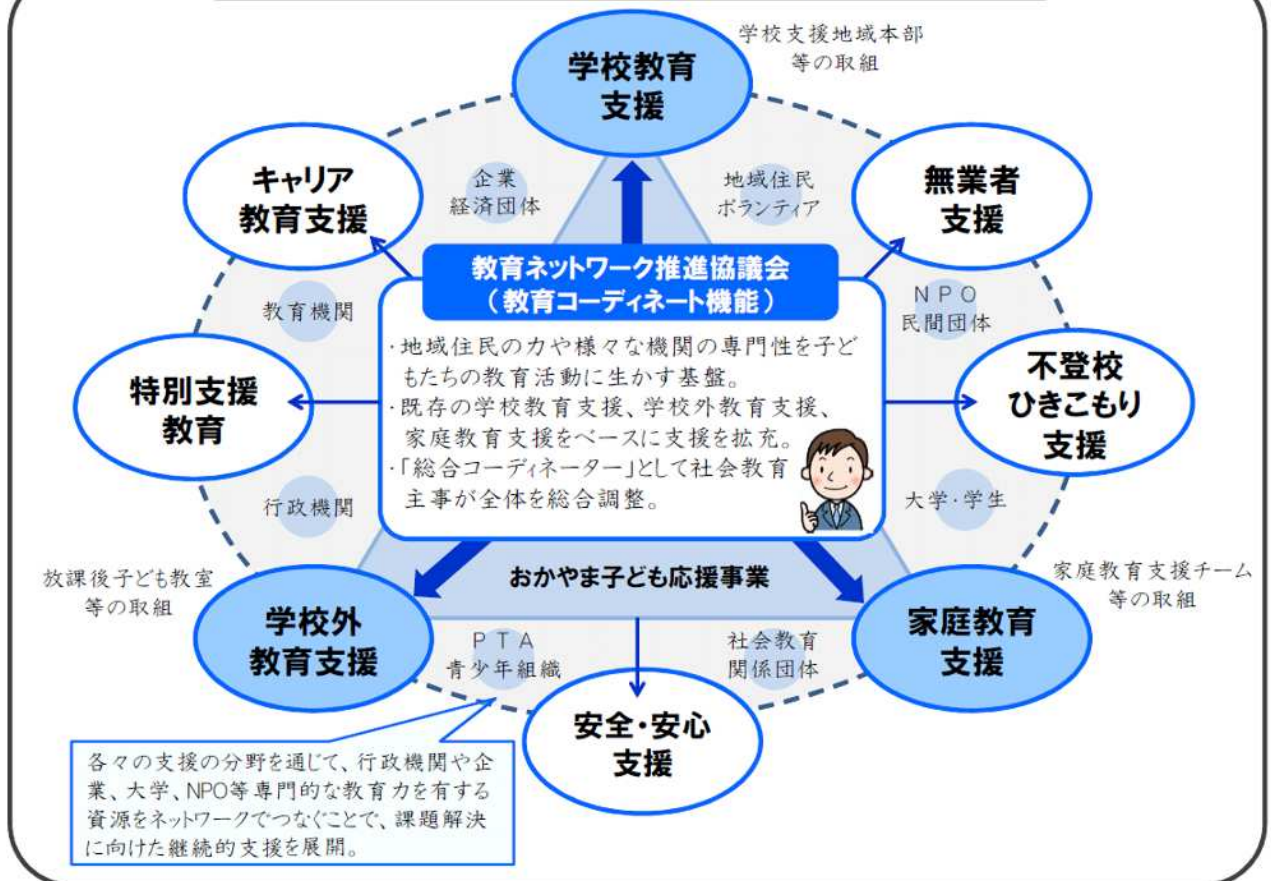 学校支援地域本部
等の取組
学校教育
支援
キャリア
教育支援
企業
経済団体
地域住民
ボランティア
無業者
支援
教育ネットワーク推進協議会
（教育コーディネート機能）
教育機関
NPO
民間団体
・地域住民の力や様々な機関の専門性を子ど
もたちの教育活動に生かす基盤。
・既存の学校教育支援、学校外教育支援、
家庭教育支援をベースに支援を拡充。
・「総合コーディネーター」として社会教育
主事が全体を総合調整。
特別支援
教育
不登校
ひきこもり
支援
行政機関
大学・学生
放課後子ども教室
等の取組
おかやま子ども応援事業
家庭教育支援チーム
等の取組
学校外
教育支援
PTA
青少年組織
社会教育
関係団体
家庭教育
支援
安全・安心
支援
各々の支援の分野を通じて、行政機関や企
業、大学、NPO等専門的な教育力を有する
資源をネットワークでつなぐことで、課題解決
に向けた継続的支援を展開。